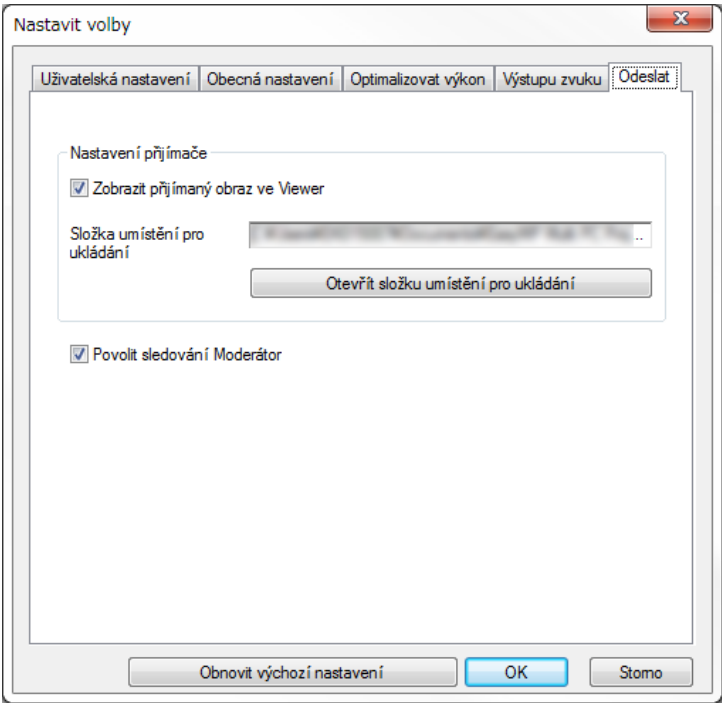 Nastavit volby
Uživatelská nastavení
Obecná nastavení
Optimalizovat výkon
Výstupu zvuku
Odeslat
Nastavení přijímače
Zobrazit přijímaný obraz ve Viewer
Složka umístění pro
ukládání
..
Otevřít složku umístění pro ukládání
Povolit sledování Moderátor
Obnovit výchozí nastavení
OK
Storno